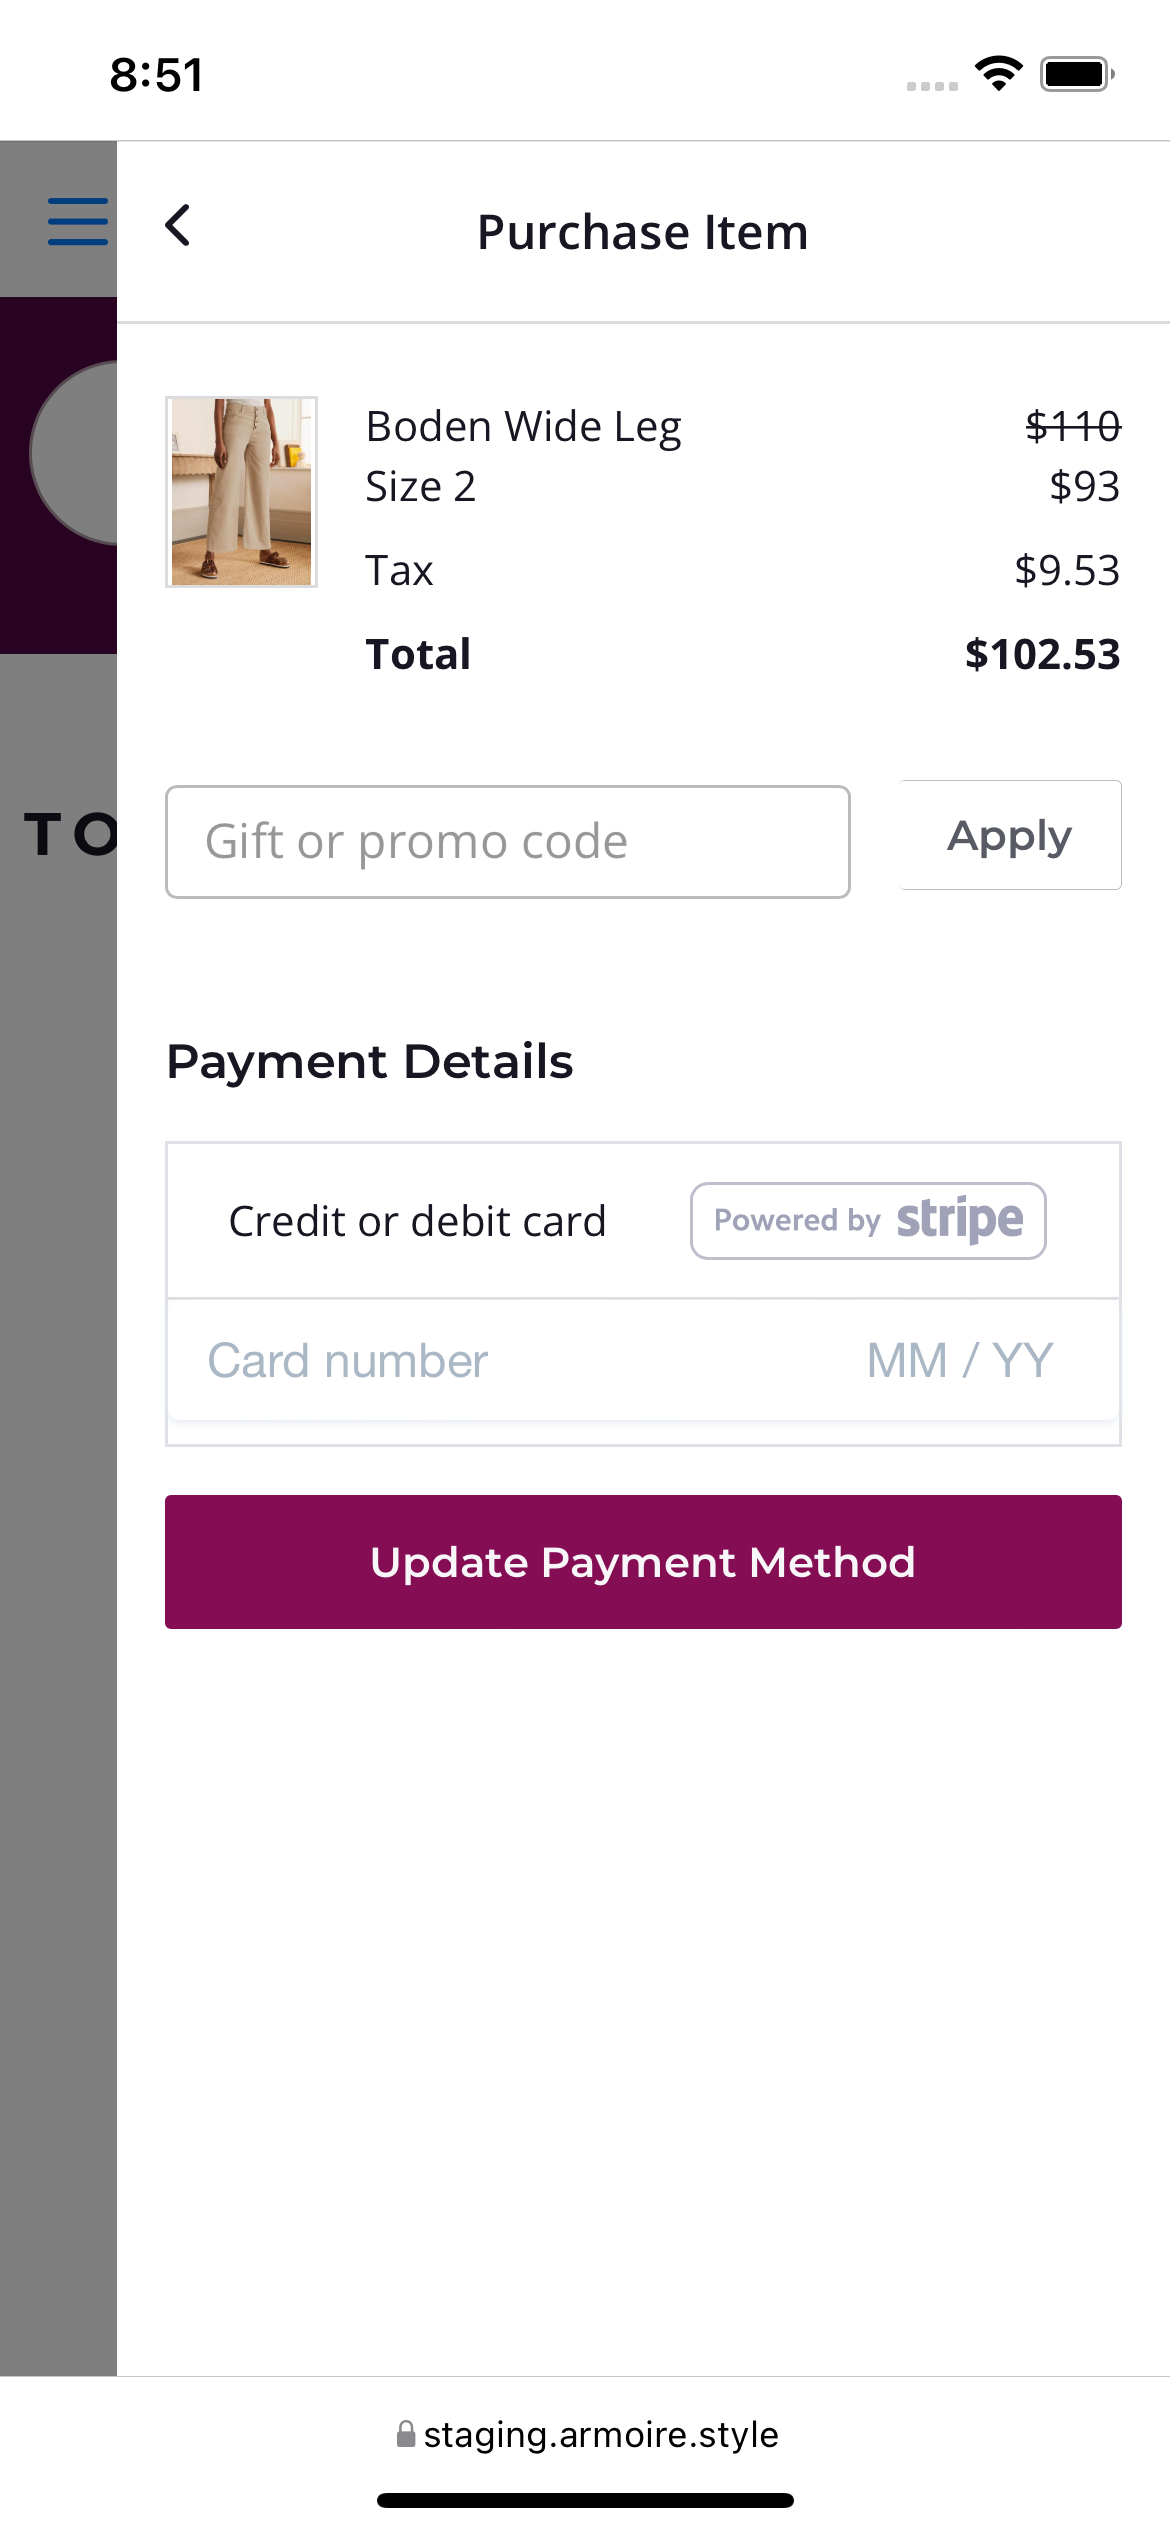 8:51
Purchase Item
Boden Wide Leg $110
Size 2 $93
Tax $9.53
Total $102.53
TO
Gift or promo code Apply
Payment Details
Credit or debit card Powered by stripe
Card number MM / YY
Update Payment Method
staging.armoire.style